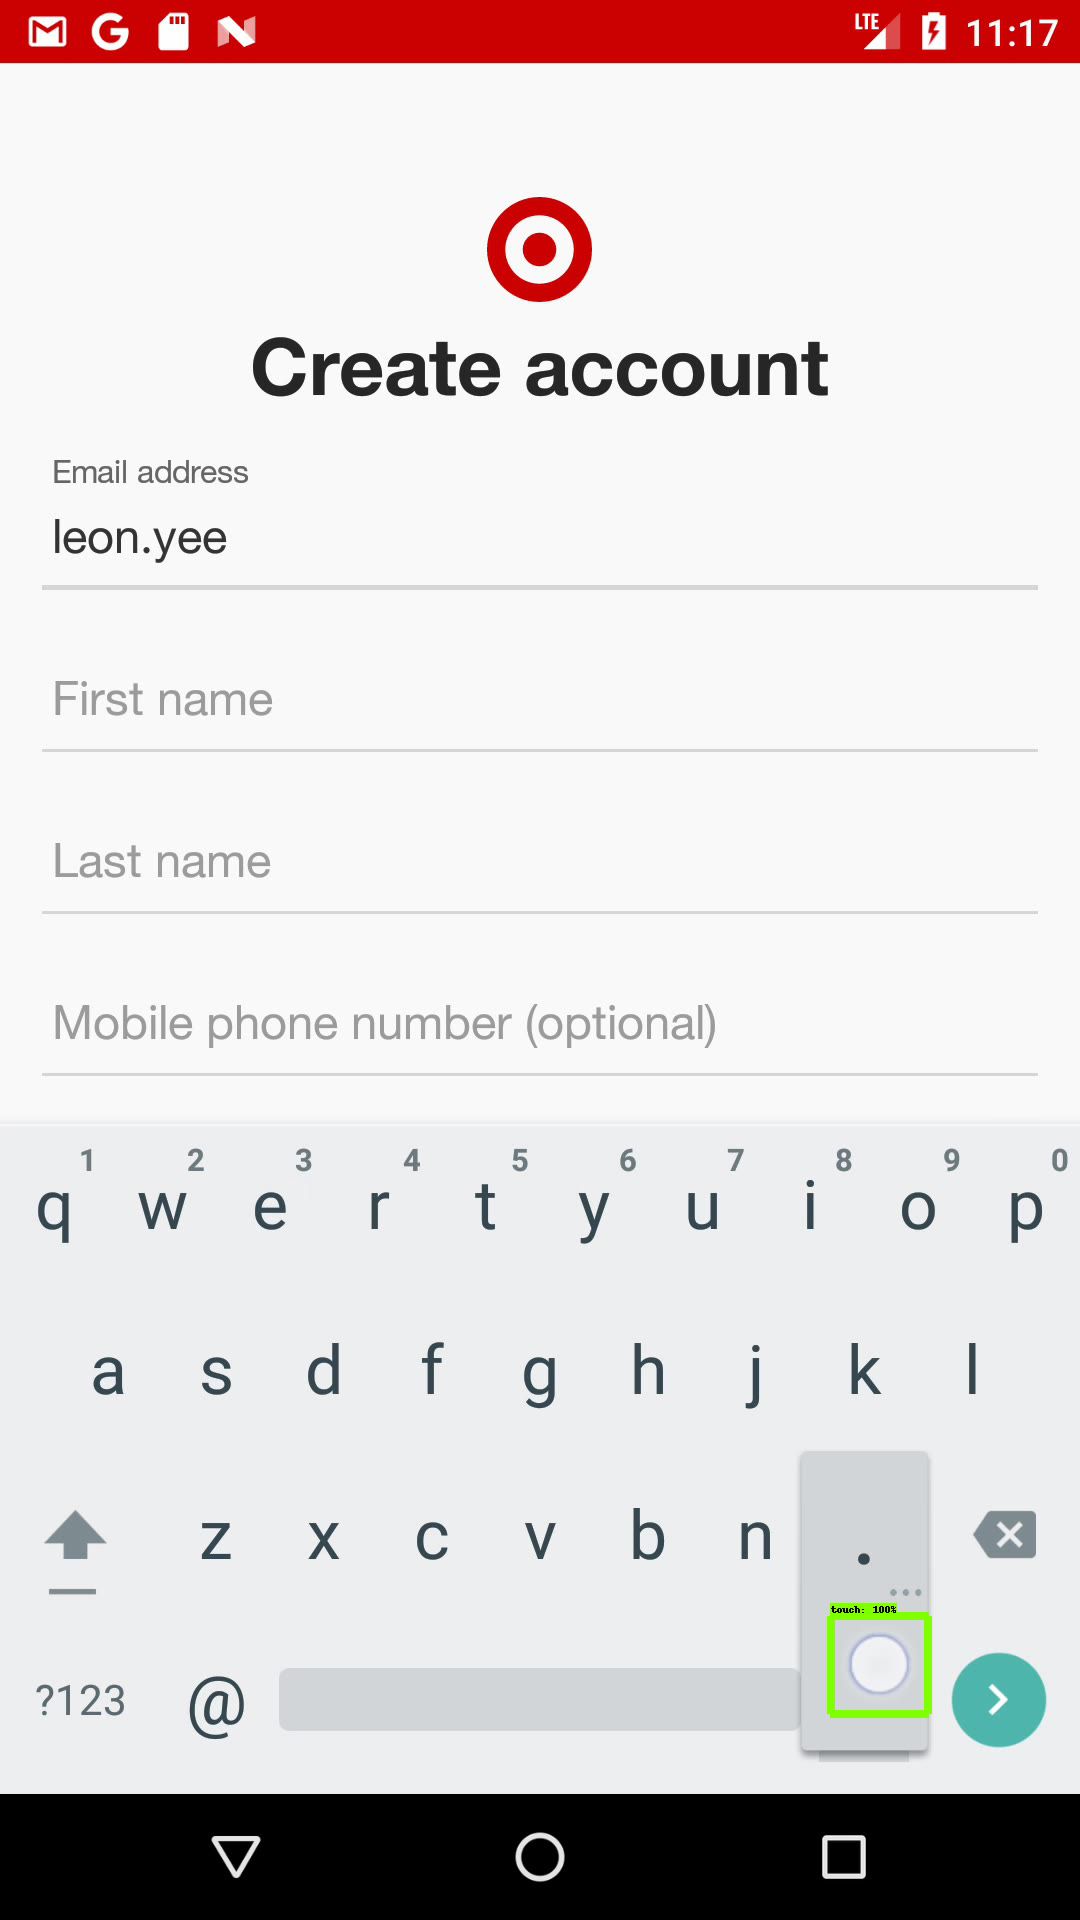 LTE 11:17
Create account
Email address
leon.yee
First name
Last name
Mobile phone number (optional)
1 2 3 4 5 6 7 8 9 0
q w e r t y u i o p
a s d f g h j k l
z x c v b n .
touch: 100%
?123 @